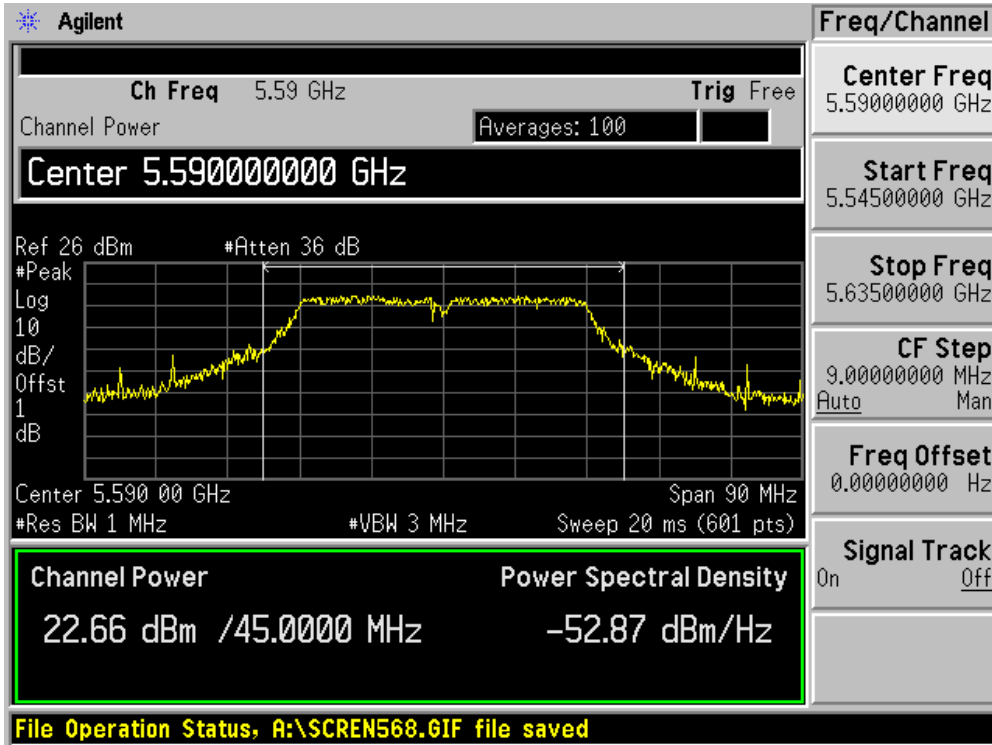 Agilent
Freq/Channel
Ch Freq 5.59 GHz Trig Free
Channel Power Averages: 100
Center 5.590000000 GHz
Ref 26 dBm #Atten 36 dB
#Peak
Log
10
dB/
Offst
1
dB
Center 5.590 00 GHz Span 90 MHz
#Res BW 1 MHz #VBW 3 MHz Sweep 20 ms (601 pts)
Channel Power Power Spectral Density
22.66 dBm /45.0000 MHz -52.87 dBm/Hz
File Operation Status, A:\SCREN568.GIF file saved
Center Freq
5.59000000 GHz
Start Freq
5.54500000 GHz
Stop Freq
5.63500000 GHz
CF Step
9.00000000 MHz
Auto Man
Freq Offset
0.00000000 Hz
Signal Track
On Off